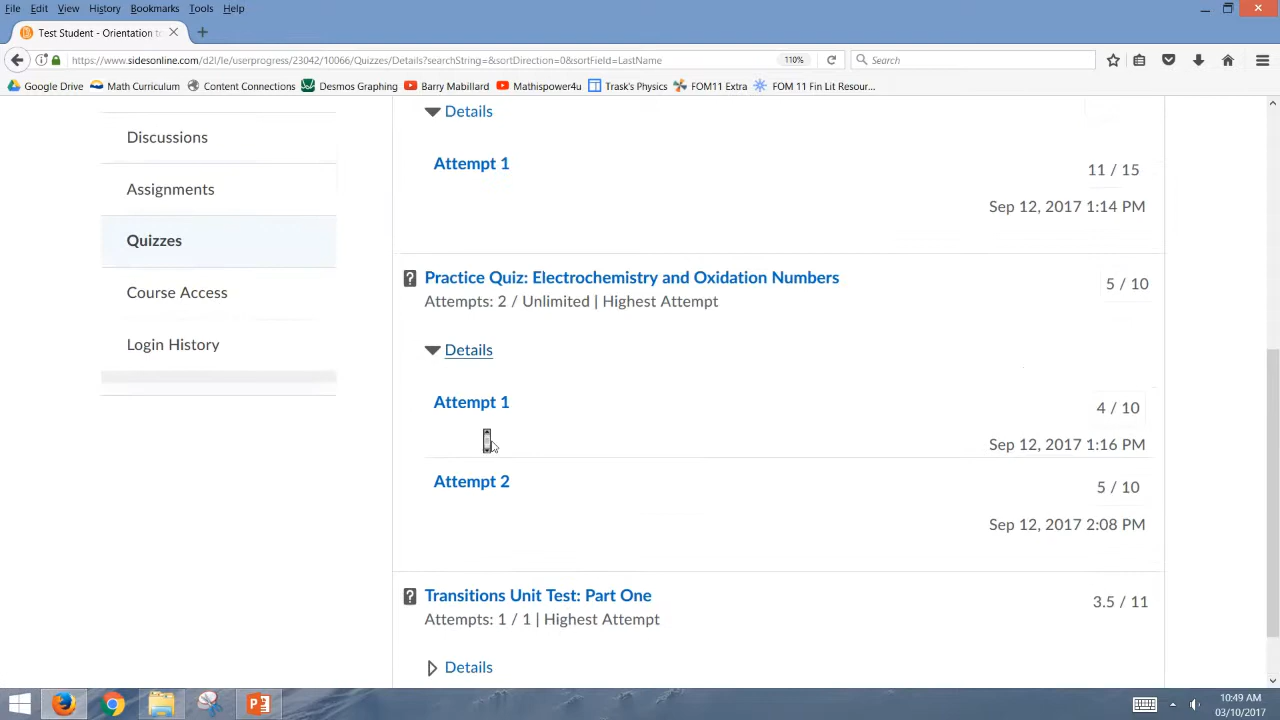 File Edit View History Bookmarks Tools Help
Test Student - Orientation to
https://www.sidesonline.com/d2l/le/userprogress/23042/10066/Quizzes/Details?searchString=&sortDirection=0&sortField=LastName 110% Search
Google Drive Math Curriculum Content Connections Desmos Graphing Barry Mabillard Mathispower4u Trask's Physics FOM11 Extra FOM 11 Fin Lit Resour...
Discussions
Assignments
Quizzes
Course Access
Login History
Details
Attempt 1
11 / 15
Sep 12, 2017 1:14 PM
Practice Quiz: Electrochemistry and Oxidation Numbers
5 / 10
Attempts: 2 / Unlimited | Highest Attempt
Details
Attempt 1
4 / 10
Sep 12, 2017 1:16 PM
Attempt 2
5 / 10
Sep 12, 2017 2:08 PM
Transitions Unit Test: Part One
3.5 / 11
Attempts: 1 / 1 | Highest Attempt
Details
10:49 AM
03/10/2017